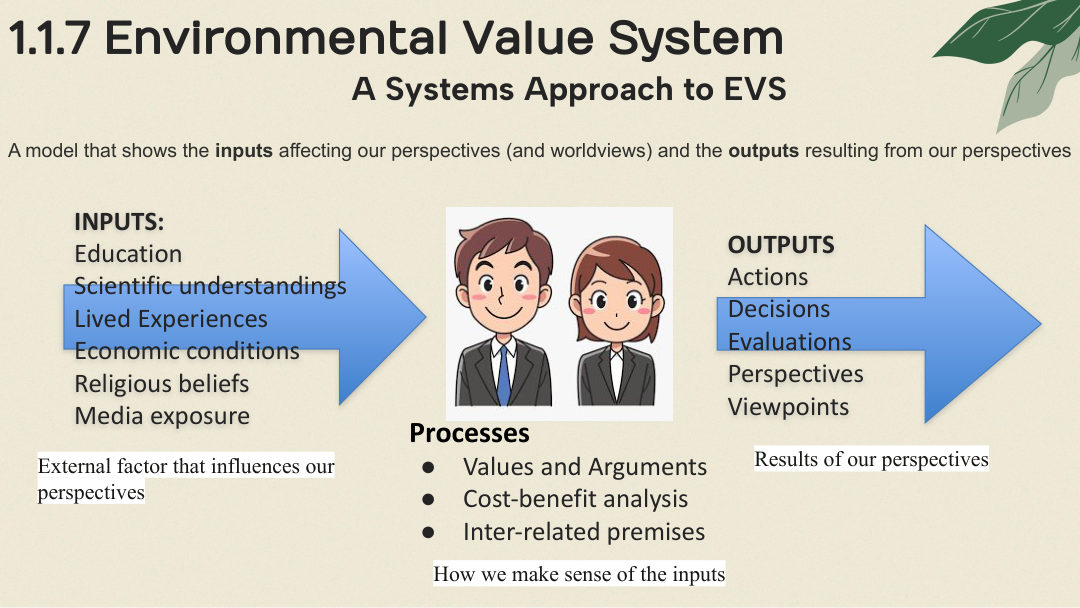 1.1.7 Environmental Value System
A Systems Approach to EVS
A model that shows the inputs affecting our perspectives (and worldviews) and the outputs resulting from our perspectives
INPUTS:
Education
Scientific understandings
Lived Experiences
Economic conditions
Religious beliefs
Media exposure
External factor that influences our
perspectives
Processes
● Values and Arguments
● Cost-benefit analysis
● Inter-related premises
How we make sense of the inputs
OUTPUTS
Actions
Decisions
Evaluations
Perspectives
Viewpoints
Results of our perspectives